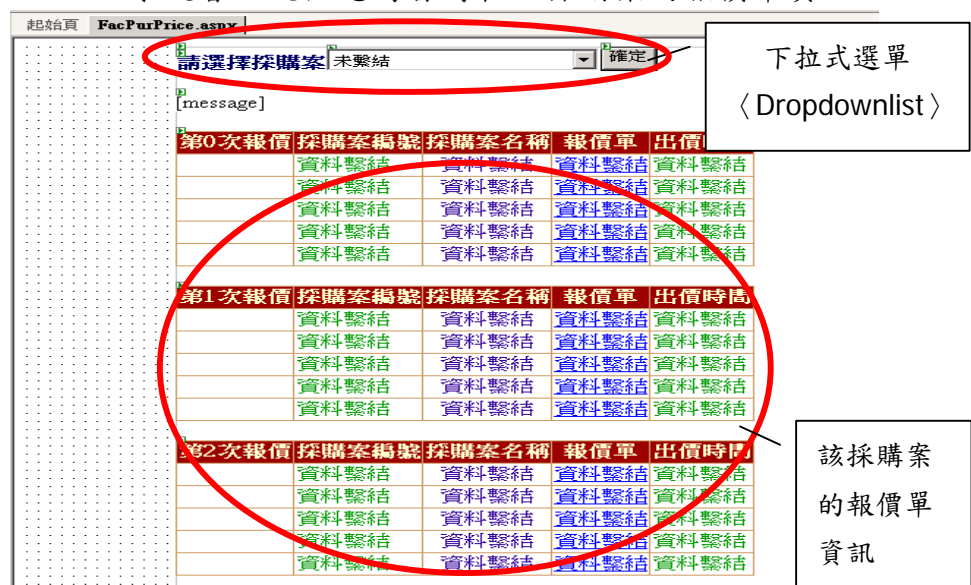 起始頁 FacPurPrice.aspx
請選擇採購案 未繫結 確定
下拉式選單
〈Dropdownlist〉
[message]
第0次報價 採購案編號 採購案名稱 報價單
資料繫結 資料繫結 資料繫結 資料繫結
資料繫結 資料繫結 資料繫結 資料繫結
資料繫結 資料繫結 資料繫結 資料繫結
資料繫結 資料繫結 資料繫結 資料繫結
資料繫結 資料繫結 資料繫結 資料繫結
第1次報價 採購案編號 採購案名稱 報價單 出價時間
資料繫結 資料繫結 資料繫結 資料繫結
資料繫結 資料繫結 資料繫結 資料繫結
資料繫結 資料繫結 資料繫結 資料繫結
資料繫結 資料繫結 資料繫結 資料繫結
資料繫結 資料繫結 資料繫結 資料繫結
第2次報價 採購案編號 採購案名稱 報價單 出價時間
資料繫結 資料繫結 資料繫結 資料繫結
資料繫結 資料繫結 資料繫結 資料繫結
資料繫結 資料繫結 資料繫結 資料繫結
資料繫結 資料繫結 資料繫結 資料繫結
資料繫結 資料繫結 資料繫結 資料繫結
該採購案
的報價單
資訊